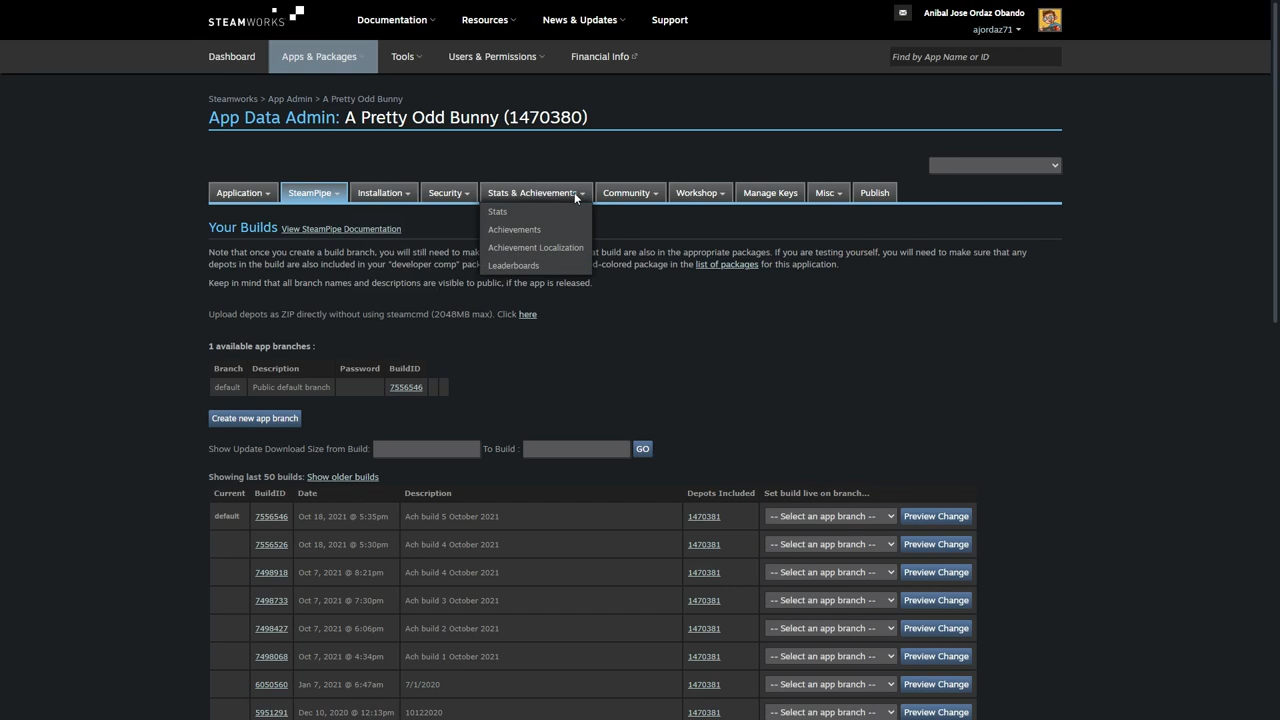 STEAMWORKS Documentation Resources News & Updates Support Anibal Jose Ordaz Obando
ajordaz71
Dashboard Apps & Packages Tools Users & Permissions Financial Info Find by App Name or ID
Steamworks > App Admin > A Pretty Odd Bunny
App Data Admin: A Pretty Odd Bunny (1470380)
Application SteamPipe Installation Security Stats & Achievements Community Workshop Manage Keys Misc Publish
Stats
Achievements
Achievement Localization
Leaderboards
Your Builds View SteamPipe Documentation
Note that once you create a build branch, you will still need to mak that build are also in the appropriate packages. If you are testing yourself, you will need to make sure that any
depots in the build are also included in your "developer comp" paci d-colored package in the list of packages for this application.
Keep in mind that all branch names and descriptions are visible to public, if the app is released.
Upload depots as ZIP directly without using steamcmd (2048MB max). Click here
1 available app branches :
Branch Description Password BuildID
default Public default branch 7556546
Create new app branch
Show Update Download Size from Build: To Build : GO
Showing last 50 builds: Show older builds
Current BuildID Date Description Depots Included Set build live on branch...
default 7556546 Oct 18, 2021 @ 5:35pm Ach build 5 October 2021 1470381 -- Select an app branch -- Preview Change
7556526 Oct 18, 2021 @ 5:30pm Ach build 4 October 2021 1470381 -- Select an app branch -- Preview Change
7498918 Oct 7, 2021 @ 8:21pm Ach build 4 October 2021 1470381 -- Select an app branch -- Preview Change
7498733 Oct 7, 2021 @ 7:30pm Ach build 3 October 2021 1470381 -- Select an app branch -- Preview Change
7498427 Oct 7, 2021 @ 6:06pm Ach build 2 October 2021 1470381 -- Select an app branch -- Preview Change
7498068 Oct 7, 2021 @ 4:34pm Ach build 1 October 2021 1470381 -- Select an app branch -- Preview Change
6050560 Jan 7, 2021 @ 6:47am 7/1/2020 1470381 -- Select an app branch -- Preview Change
5951291 Dec 10, 2020 @ 12:13pm 10122020 1470381 -- Select an app branch -- Preview Change